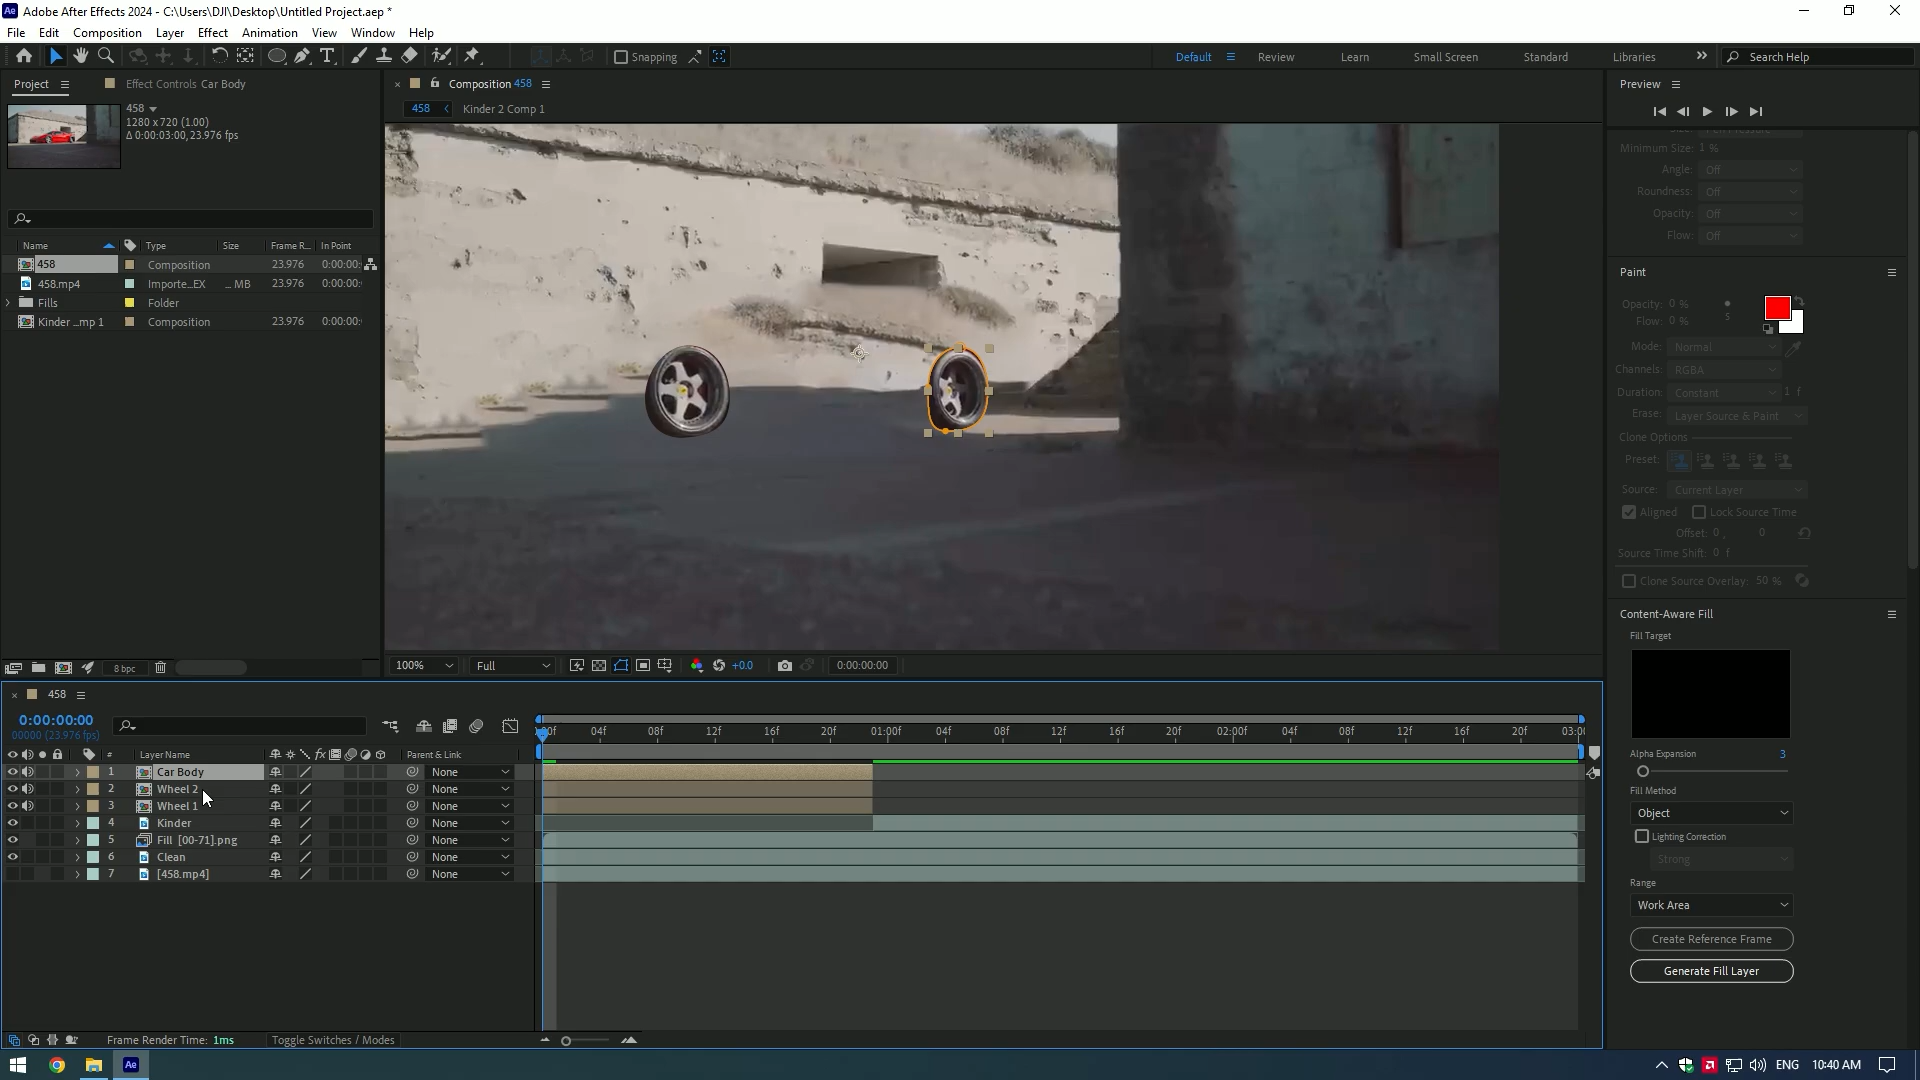 Adobe After Effects 2024 - C:\Users\DJI\Desktop\Untitled Project.aep *
File Edit Composition Layer Effect Animation View Window Help
Snapping Default Review Learn Small Screen Standard Libraries Search Help
Project Effect Controls Car Body
458
1280 x 720 (1.00)
Δ 0:00:03:00, 23.976 fps
Name Type Size Frame R... In Point
458 Composition 23.976 0:00:00:
458.mp4 Importe...EX ... MB 23.976 0:00:00:
Fills Folder
Kinder ...mp 1 Composition 23.976 0:00:00:
8 bpc
Composition 458
458 Kinder 2 Comp 1
100% Full +0.0 0:00:00:00
Preview
Minimum Size: 1 %
Angle: Off
Roundness: Off
Opacity: Off
Flow: Off
Paint
Opacity: 0 %
Flow: 0 %
Mode: Normal
Channels: RGBA
Duration: Constant 1 f
Erase: Layer Source & Paint
Clone Options
Preset:
Source: Current Layer
Aligned Lock Source Time
Offset: 0 , 0
Source Time Shift: 0 f
Clone Source Overlay: 50 %
Content-Aware Fill
Fill Target
Alpha Expansion 3
Fill Method
Object
Lighting Correction
Strong
Range
Work Area
Create Reference Frame
Generate Fill Layer
458
0:00:00:00
00000 (23.976 fps)
:00f 04f 08f 12f 16f 20f 01:00f 04f 08f 12f 16f 20f 02:00f 04f 08f 12f 16f 20f 03:0
# Layer Name fx Parent & Link
1 Car Body None
2 Wheel 2 None
3 Wheel 1 None
4 Kinder None
5 Fill_[00-71].png None
6 Clean None
7 [458.mp4] None
Frame Render Time: 1ms Toggle Switches / Modes
Ae ENG 10:40 AM